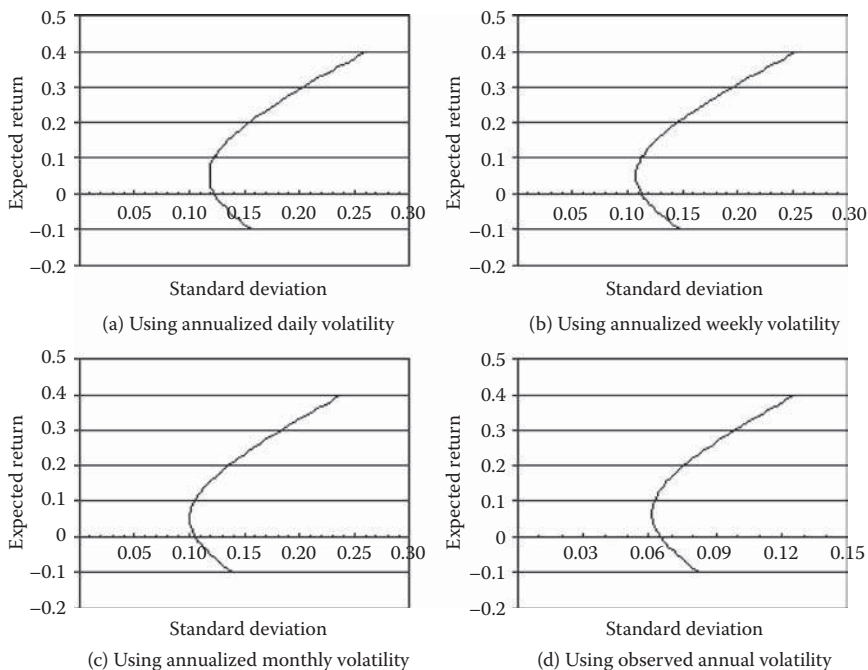 0.5
0.4
0.3
0.2
0.1
0
−0.1
−0.2
Expected return
0.05 0.10 0.15 0.20 0.25 0.30
Standard deviation
(a) Using annualized daily volatility
0.5
0.4
0.3
0.2
0.1
0
−0.1
−0.2
Expected return
0.05 0.10 0.15 0.20 0.25 0.30
Standard deviation
(b) Using annualized weekly volatility
0.5
0.4
0.3
0.2
0.1
0
−0.1
−0.2
Expected return
0.05 0.10 0.15 0.20 0.25 0.30
Standard deviation
(c) Using annualized monthly volatility
0.5
0.4
0.3
0.2
0.1
0
−0.1
−0.2
Expected return
0.03 0.06 0.09 0.12 0.15
Standard deviation
(d) Using observed annual volatility